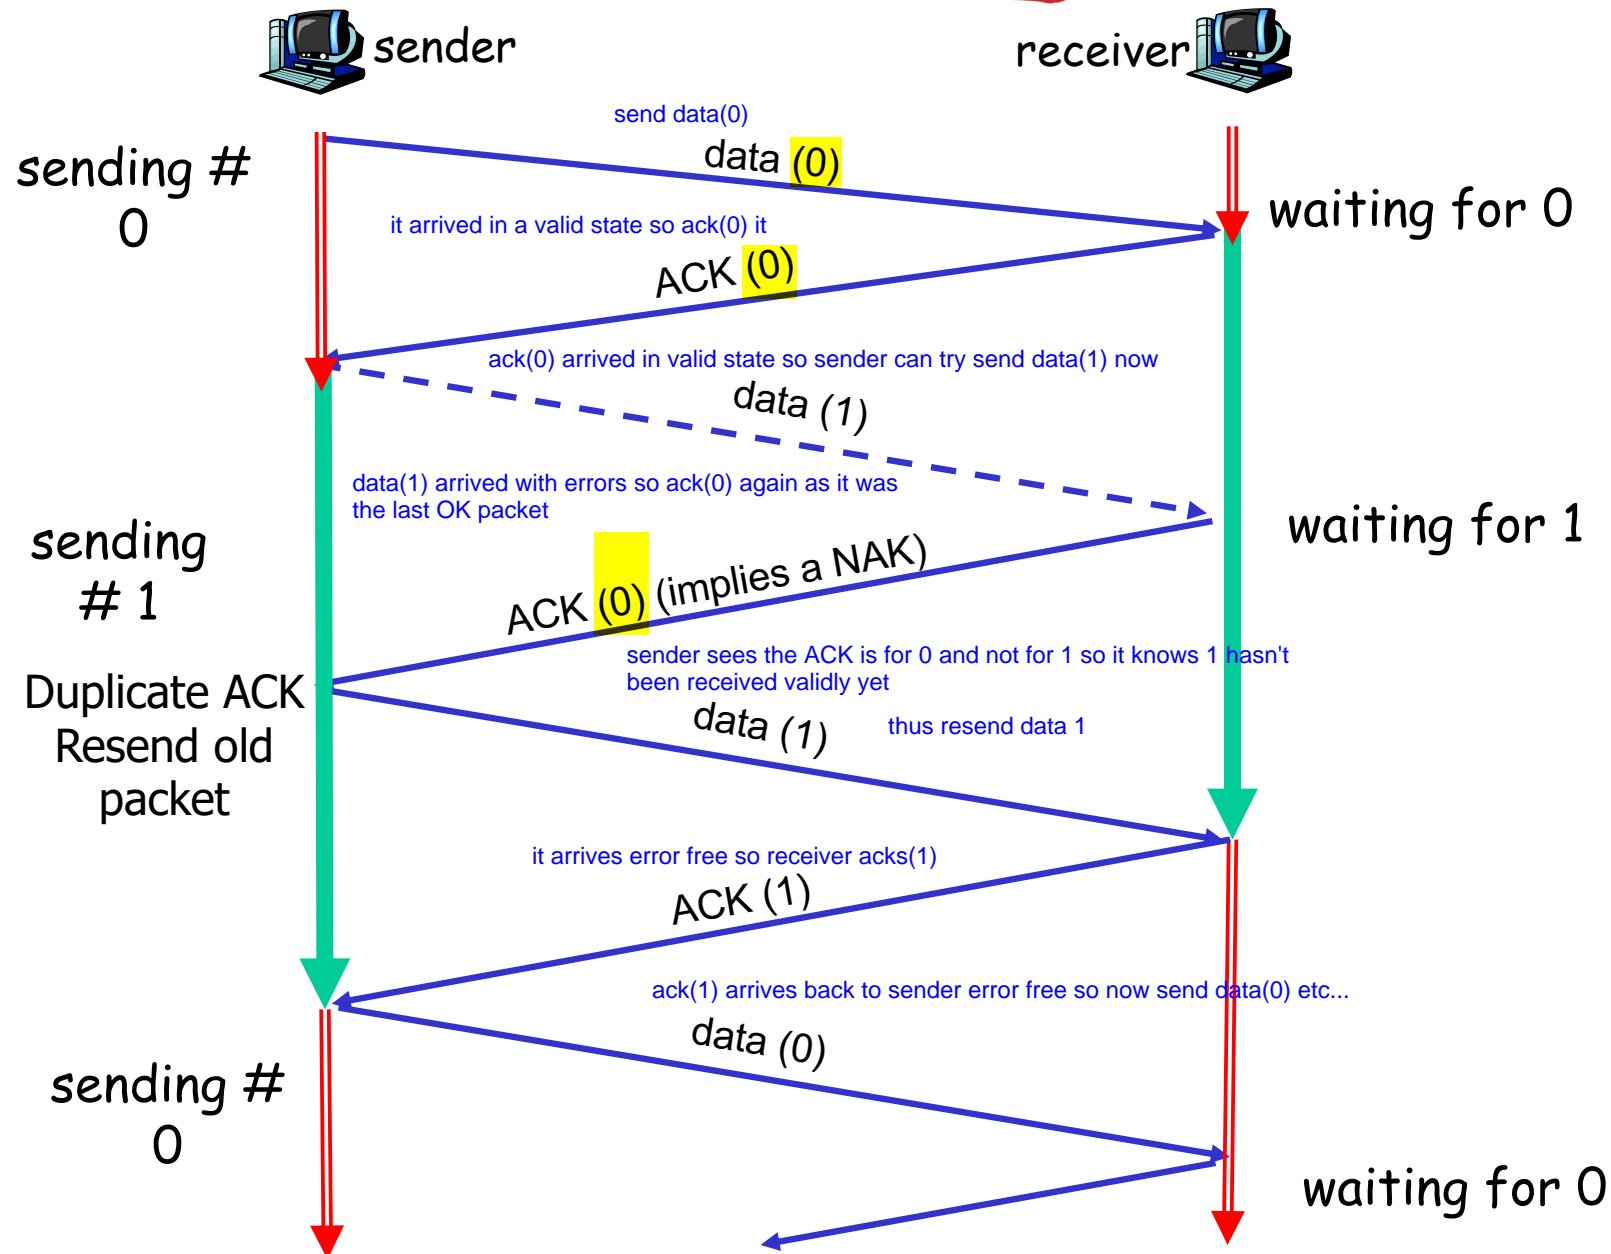 sender
receiver
send data(0)
data (0)
sending #
0
waiting for 0
it arrived in a valid state so ack(0) it
ACK (0)
ack(0) arrived in valid state so sender can try send data(1) now
data (1)
data(1) arrived with errors so ack(0) again as it was
the last OK packet
sending
# 1
waiting for 1
ACK (0) (implies a NAK)
sender sees the ACK is for 0 and not for 1 so it knows 1 hasn't
been received validly yet
Duplicate ACK
Resend old
packet
data (1)
thus resend data 1
it arrives error free so receiver acks(1)
ACK (1)
ack(1) arrives back to sender error free so now send data(0) etc...
data (0)
sending #
0
waiting for 0